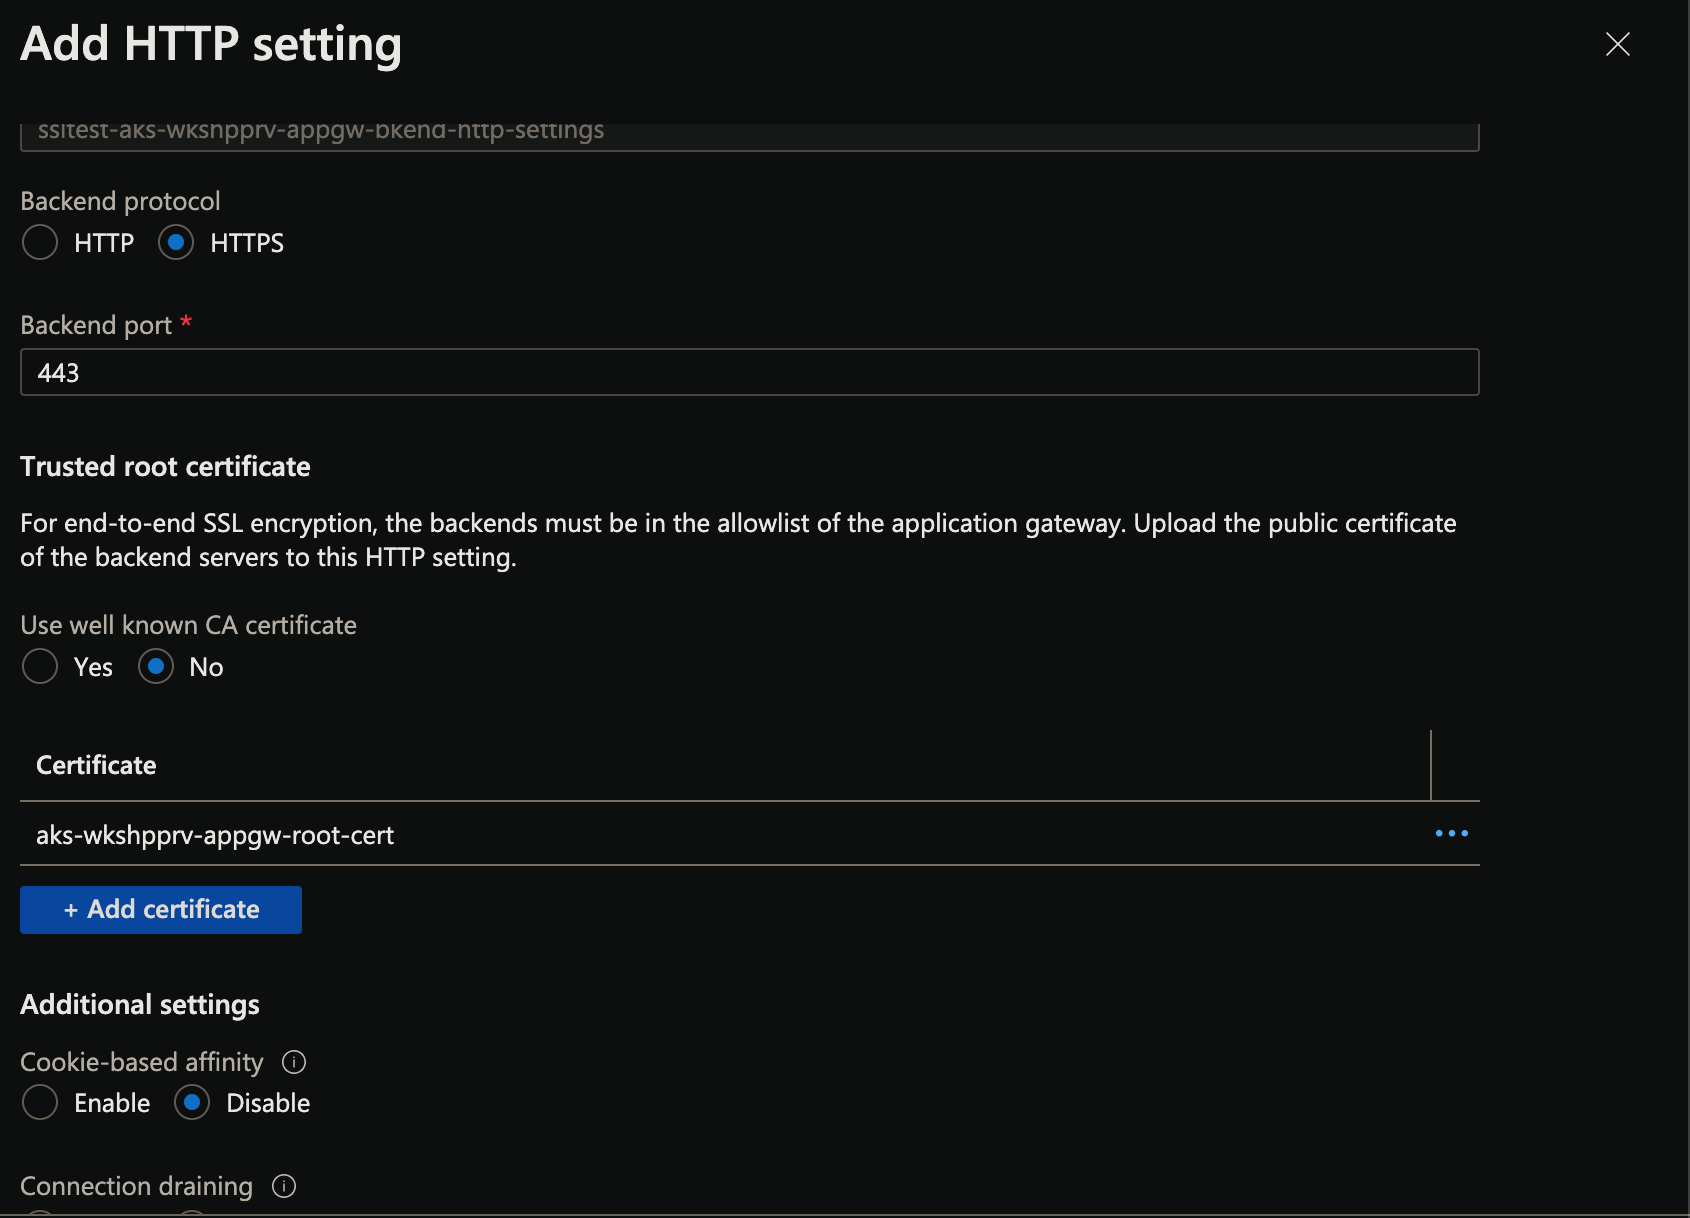 Add HTTP setting
ssltest-aks-wkshpprv-appgw-bkend-http-settings
Backend protocol
HTTP HTTPS
Backend port *
443
Trusted root certificate
For end-to-end SSL encryption, the backends must be in the allowlist of the application gateway. Upload the public certificate
of the backend servers to this HTTP setting.
Use well known CA certificate
Yes No
Certificate
aks-wkshpprv-appgw-root-cert
+ Add certificate
Additional settings
Cookie-based affinity
Enable Disable
Connection draining